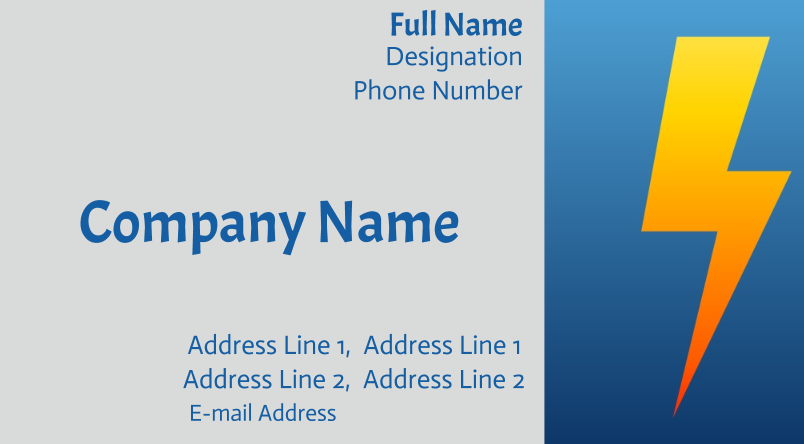 Full Name
Designation
Phone Number
Company Name
Address Line 1,  Address Line 1
Address Line 2,  Address Line 2
E-mail Address